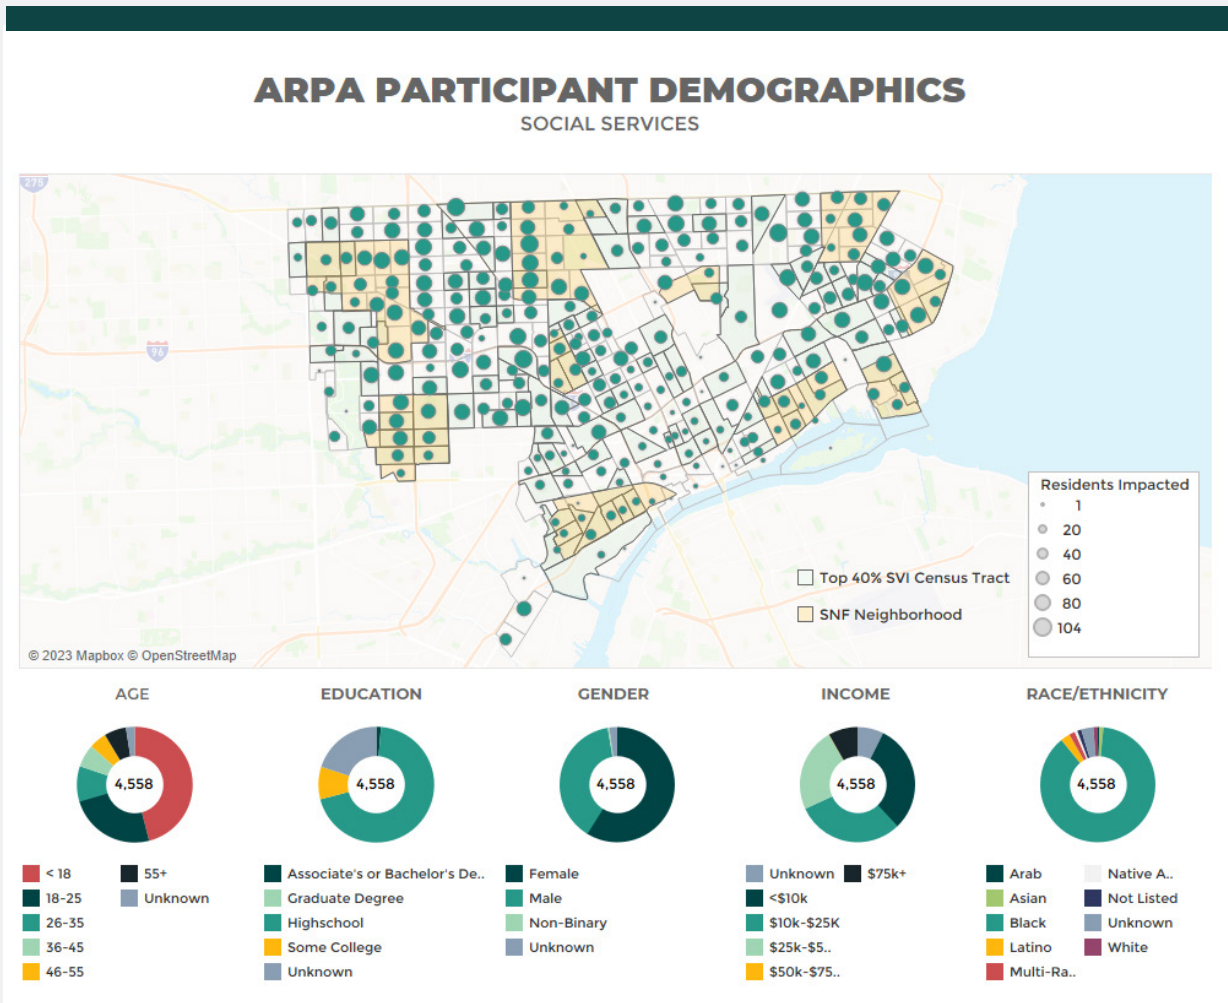 ARPA PARTICIPANT DEMOGRAPHICS
SOCIAL SERVICES
275
96
Residents Impacted
1
20
40
60
80
104
Top 40% SVI Census Tract
SNF Neighborhood
© 2023 Mapbox © OpenStreetMap
AGE
4,558
< 18
18-25
26-35
36-45
46-55
55+
Unknown
EDUCATION
4,558
Associate's or Bachelor's De..
Graduate Degree
Highschool
Some College
Unknown
GENDER
4,558
Female
Male
Non-Binary
Unknown
INCOME
4,558
Unknown
<$10k
$10k-$25K
$25k-$5..
$50k-$75..
$75k+
RACE/ETHNICITY
4,558
Arab
Asian
Black
Latino
Multi-Ra..
Native A..
Not Listed
Unknown
White